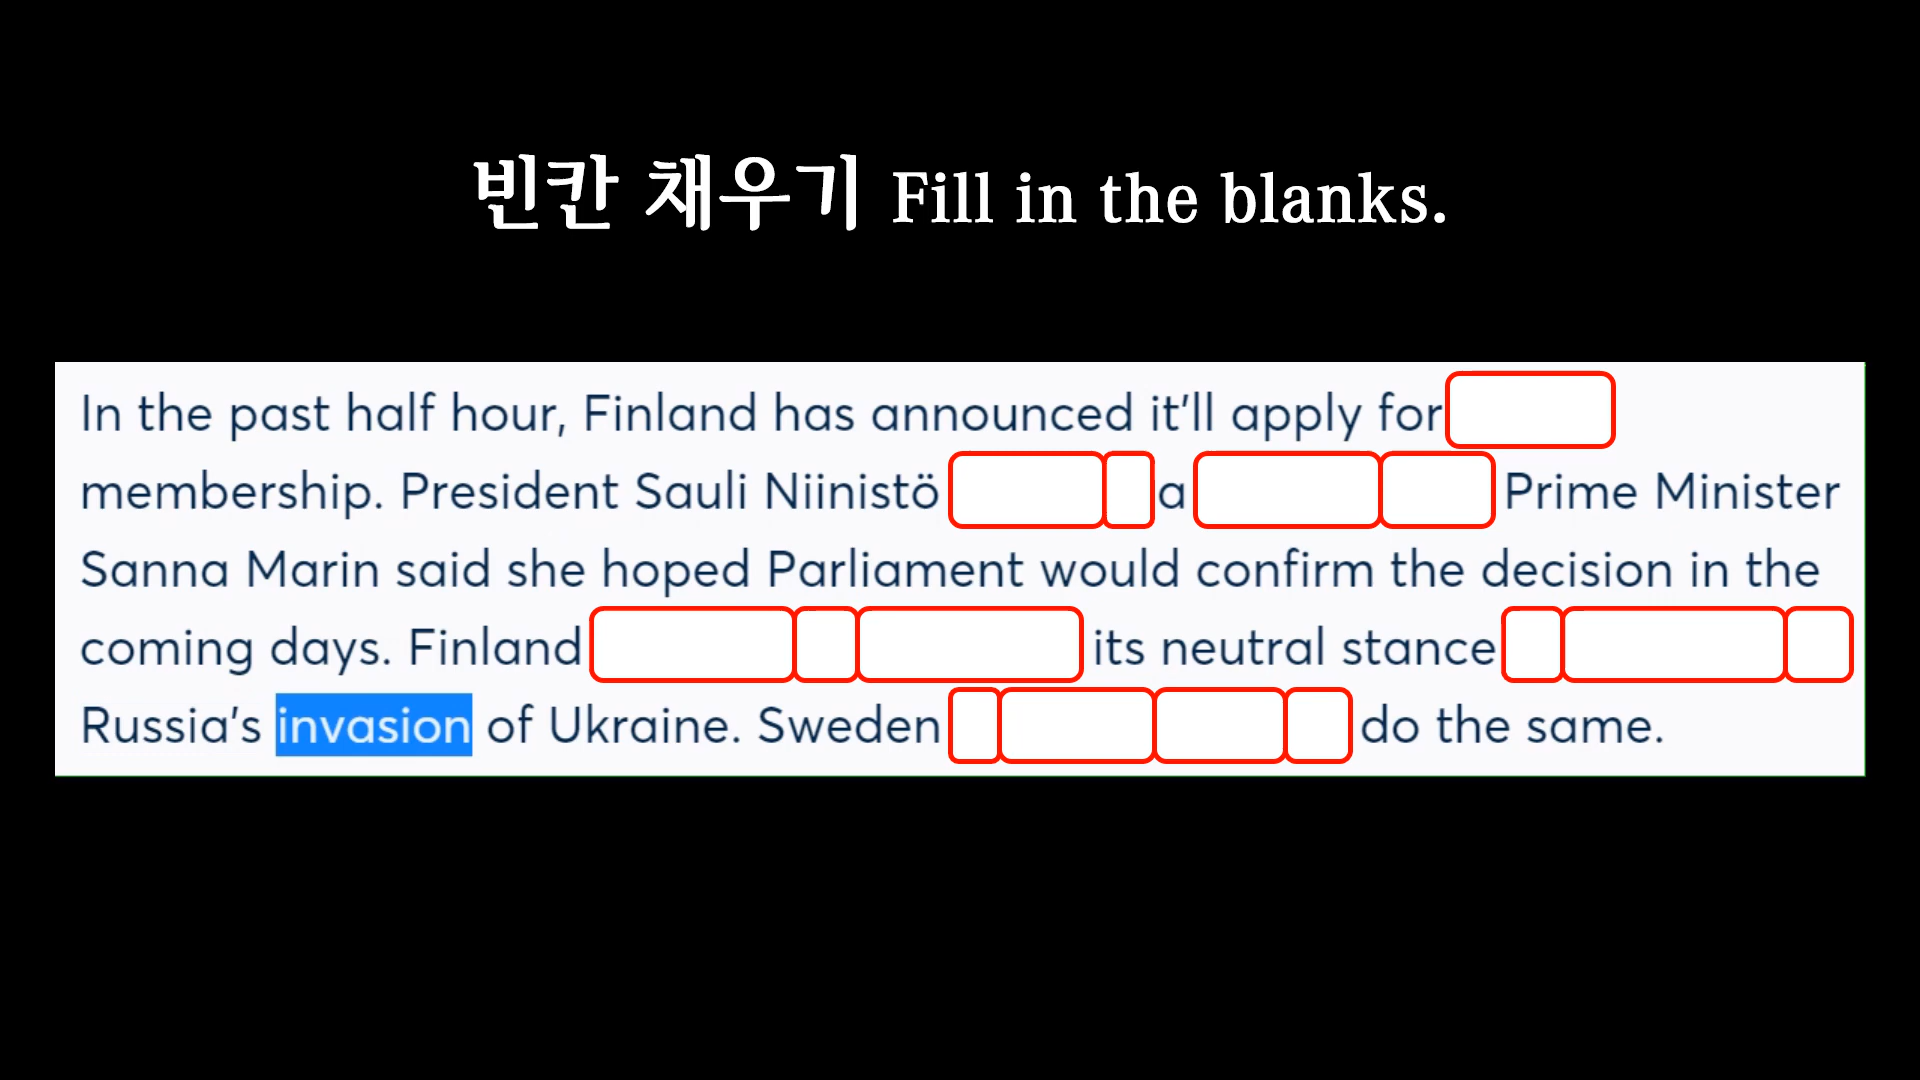 빈칸 채우기 Fill in the blanks.
In the past half hour, Finland has announced it'll apply for
membership. President Sauli Niinistö a Prime Minister
Sanna Marin said she hoped Parliament would confirm the decision in the
coming days. Finland its neutral stance
Russia's invasion of Ukraine. Sweden do the same.